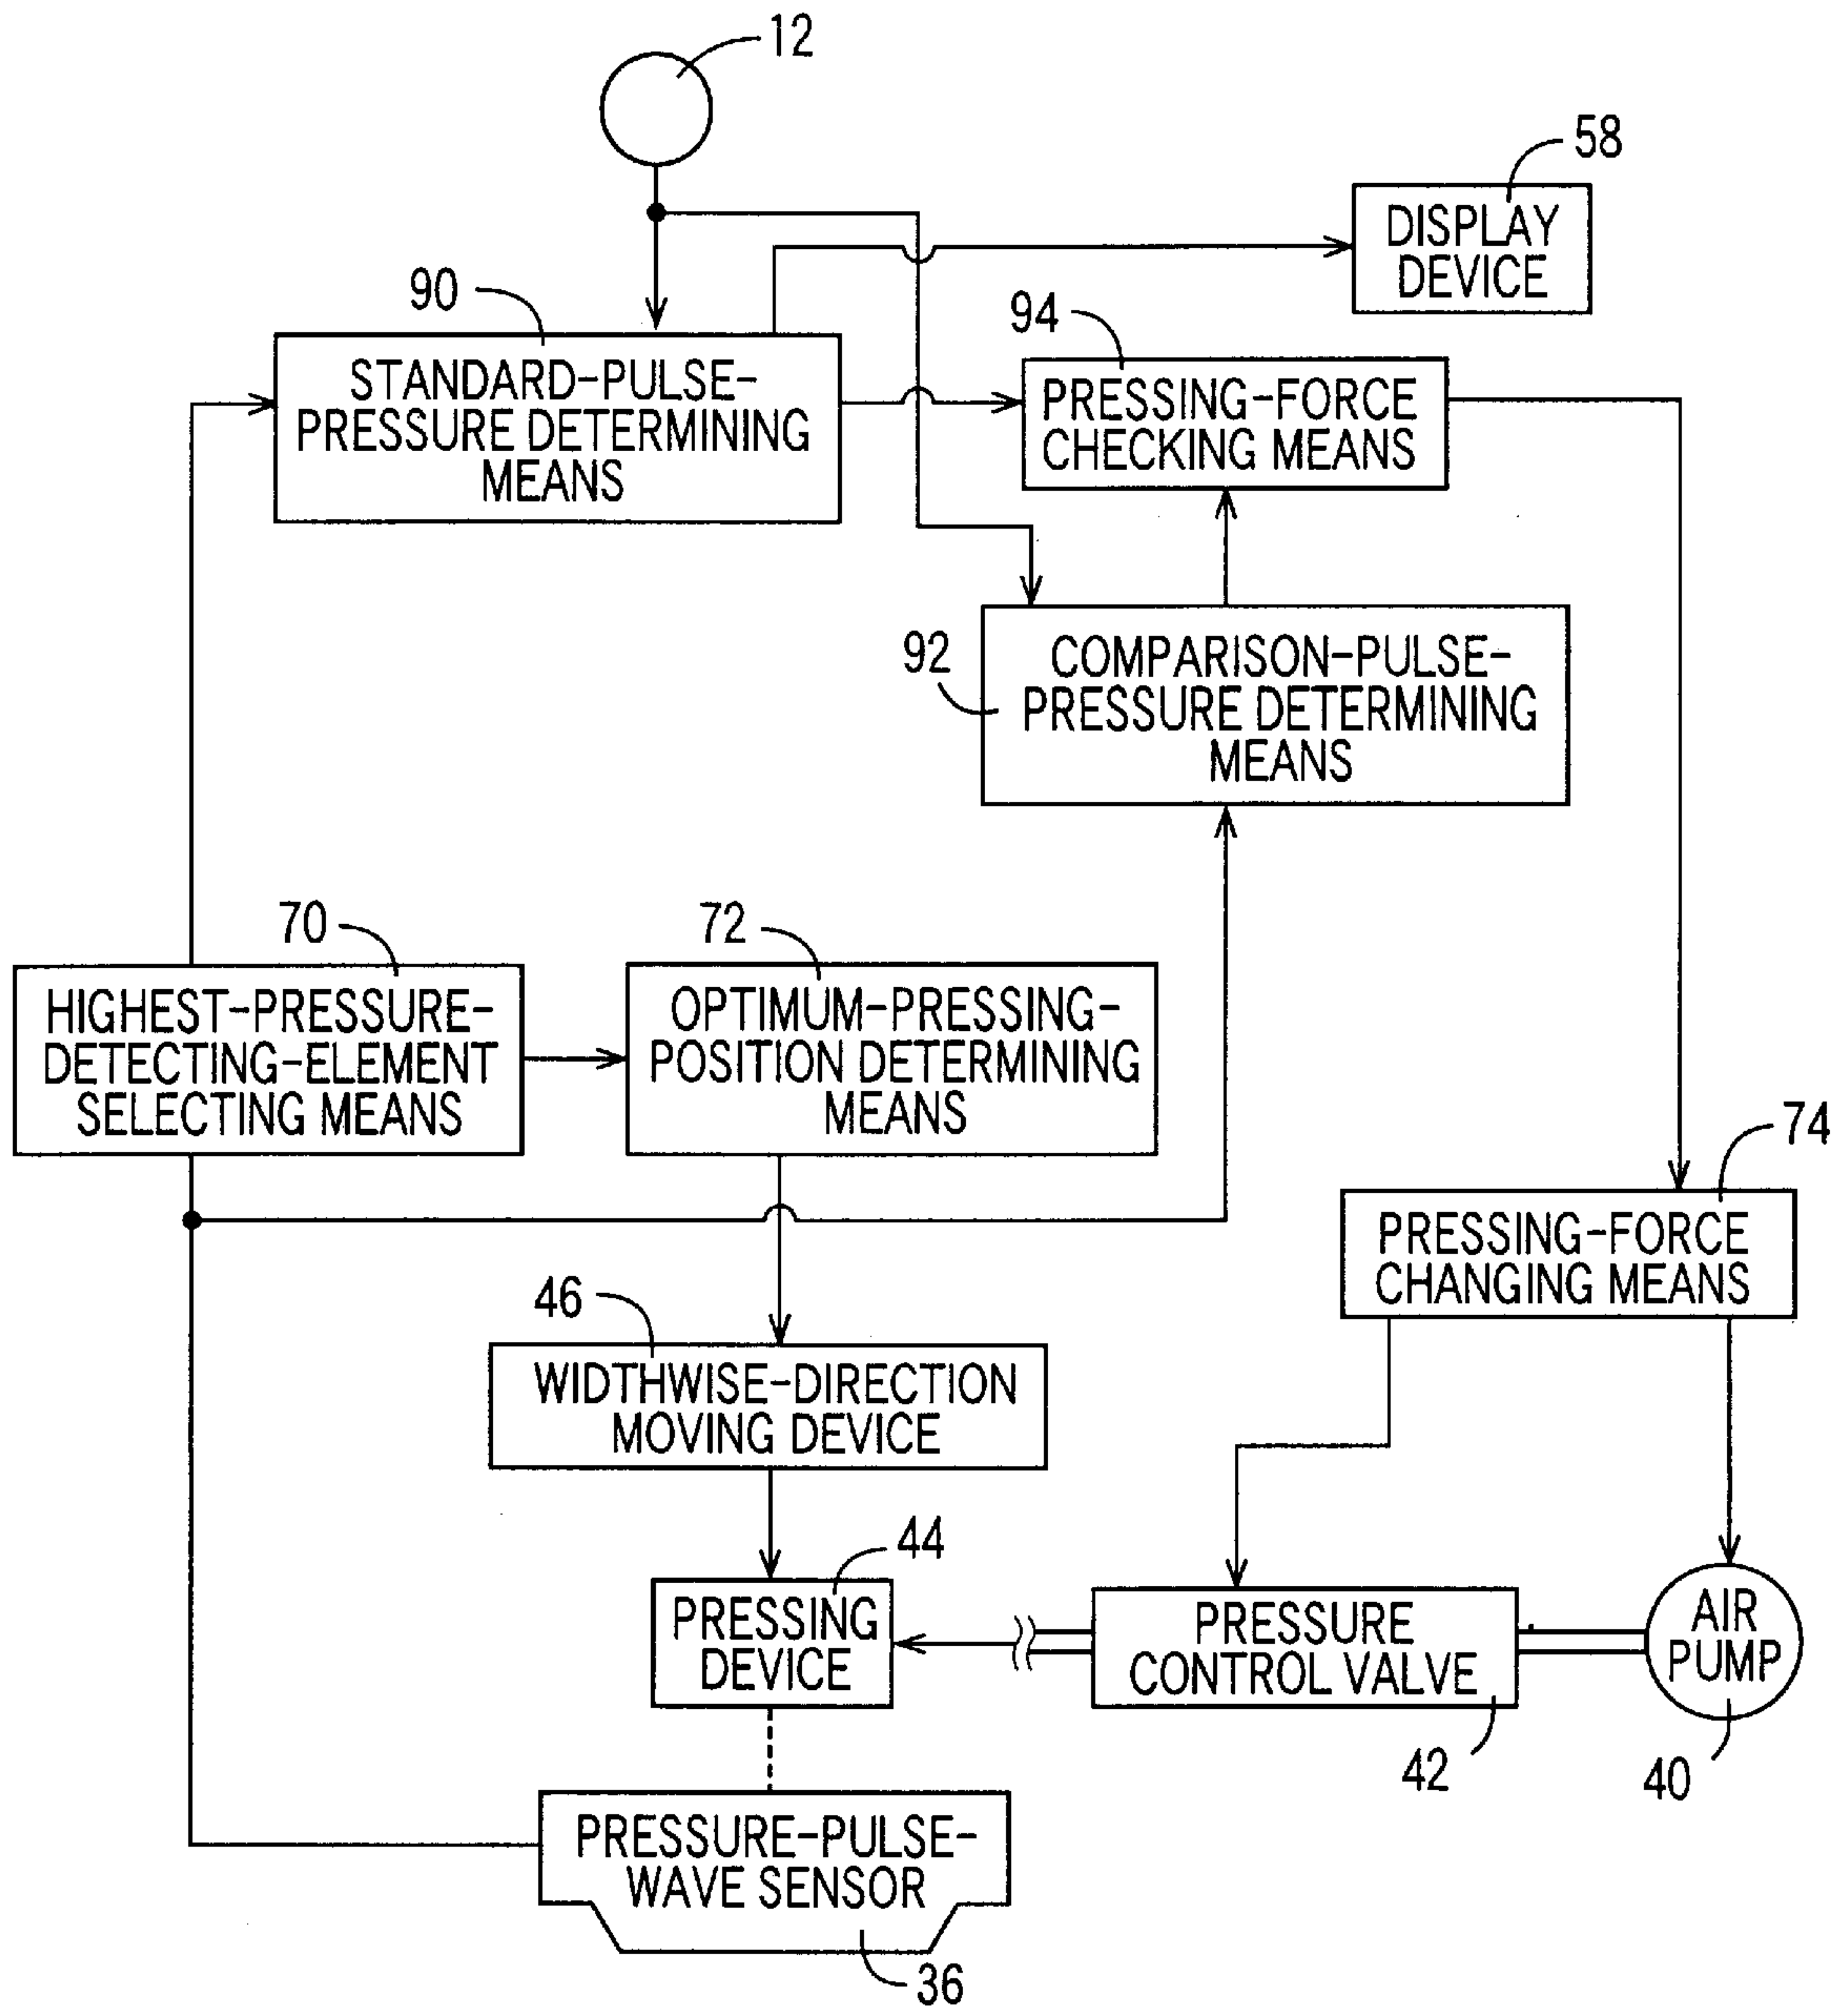 12
58
DISPLAY
DEVICE
90
94
STANDARD-PULSE-
PRESSURE DETERMINING
MEANS
PRESSING-FORCE
CHECKING MEANS
92
COMPARISON-PULSE-
PRESSURE DETERMINING
MEANS
70
72
HIGHEST-PRESSURE-
DETECTING-ELEMENT
SELECTING MEANS
OPTIMUM-PRESSING-
POSITION DETERMINING
MEANS
74
PRESSING-FORCE
CHANGING MEANS
46
WIDTHWISE-DIRECTION
MOVING DEVICE
44
PRESSING
DEVICE
PRESSURE
CONTROL VALVE
AIR
PUMP
42
40
PRESSURE-PULSE-
WAVE SENSOR
36